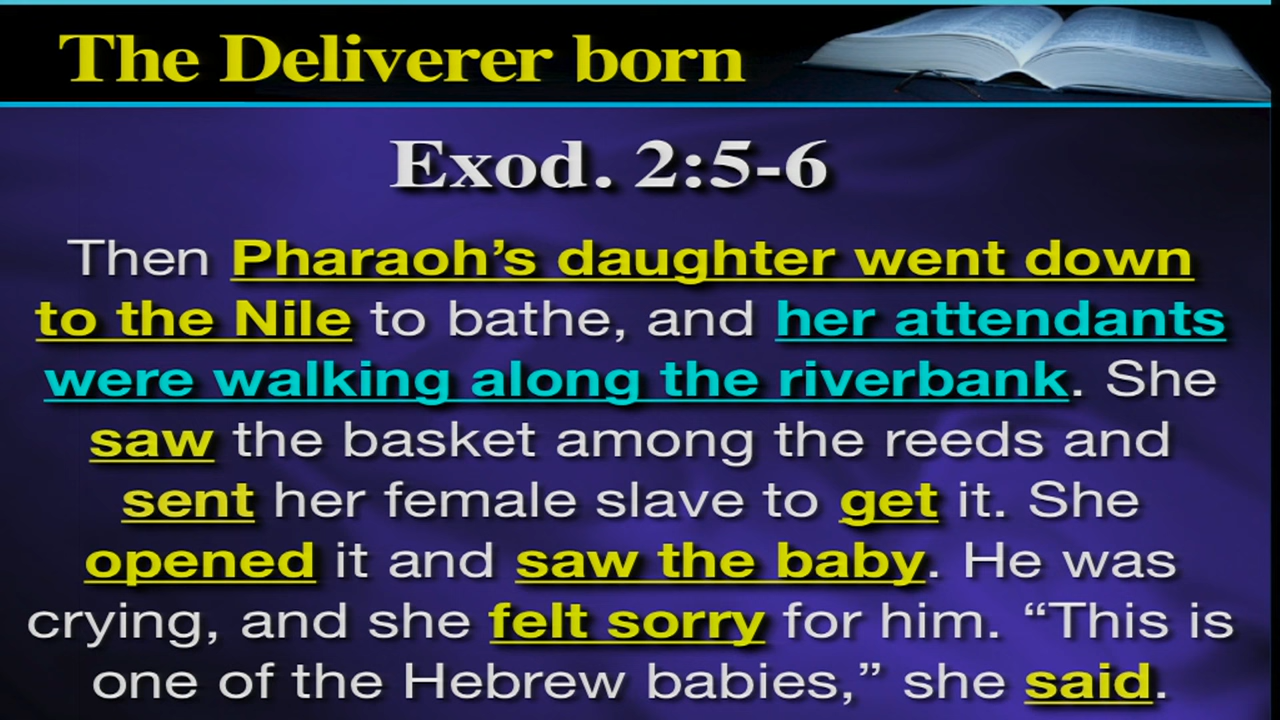 The Deliverer born
Exod. 2:5-6
Then Pharaoh’s daughter went down
to the Nile to bathe, and her attendants
were walking along the riverbank. She
saw the basket among the reeds and
sent her female slave to get it. She
opened it and saw the baby. He was
crying, and she felt sorry for him. “This is
one of the Hebrew babies,” she said.